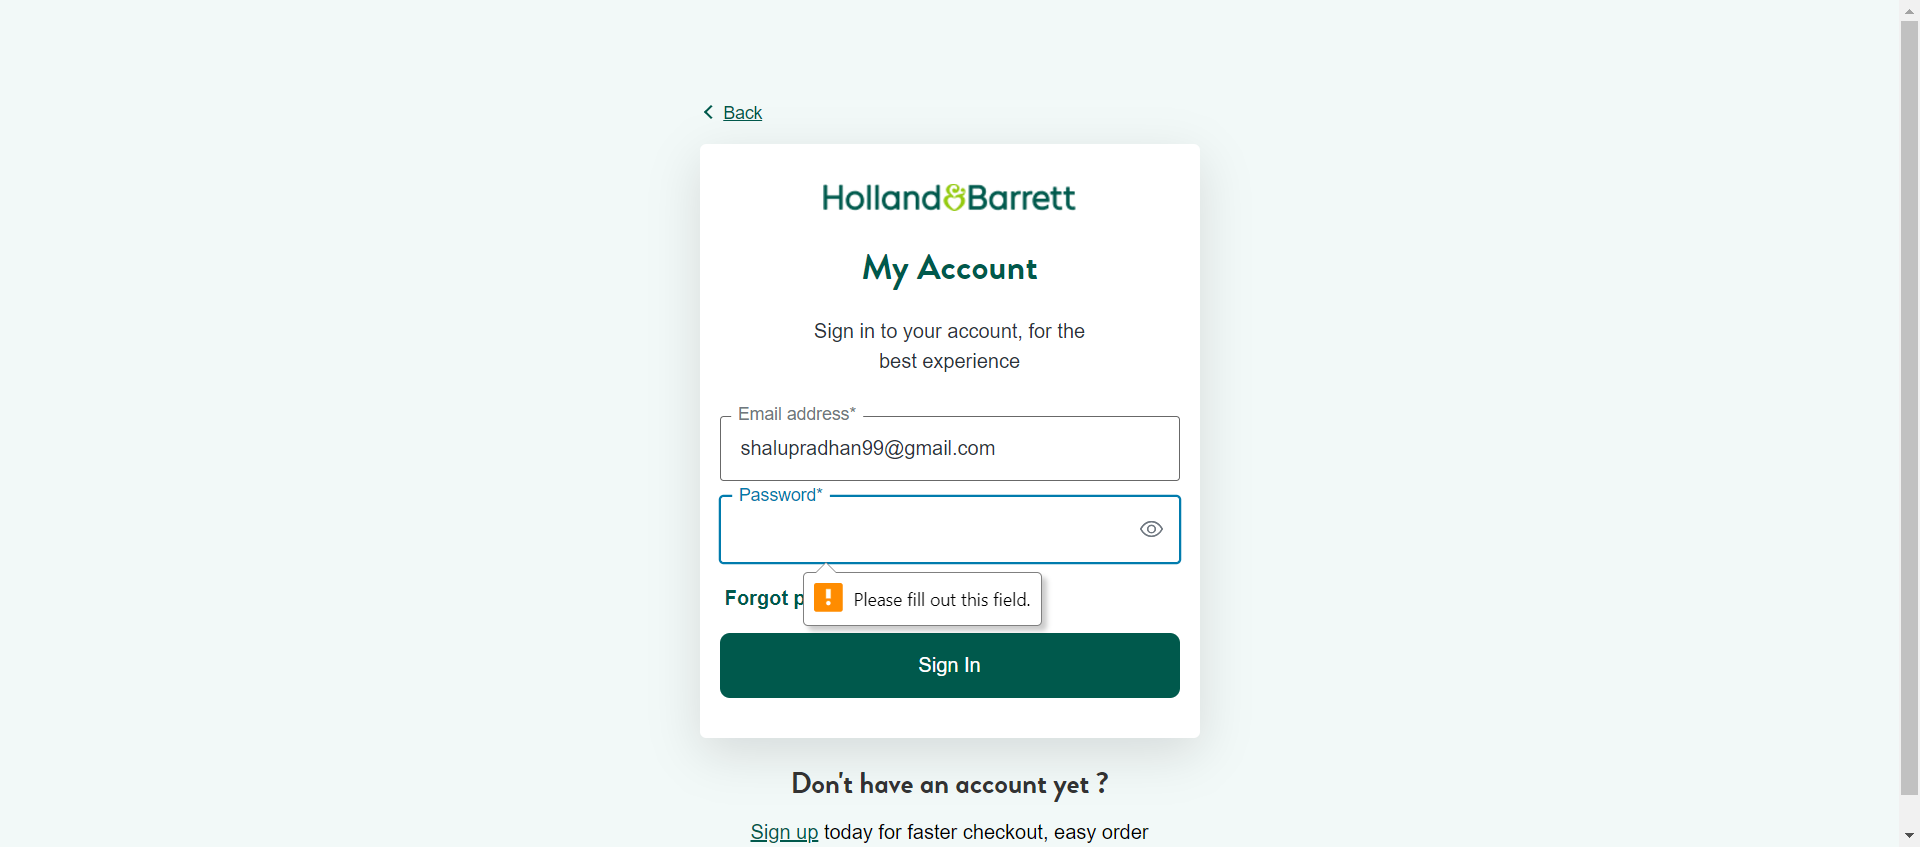 Back
Holland&Barrett
My Account
Sign in to your account, for the
best experience
Email address*
shalupradhan99@gmail.com
Password*
Forgot p
Please fill out this field.
Sign In
Don't have an account yet ?
Sign up today for faster checkout, easy order